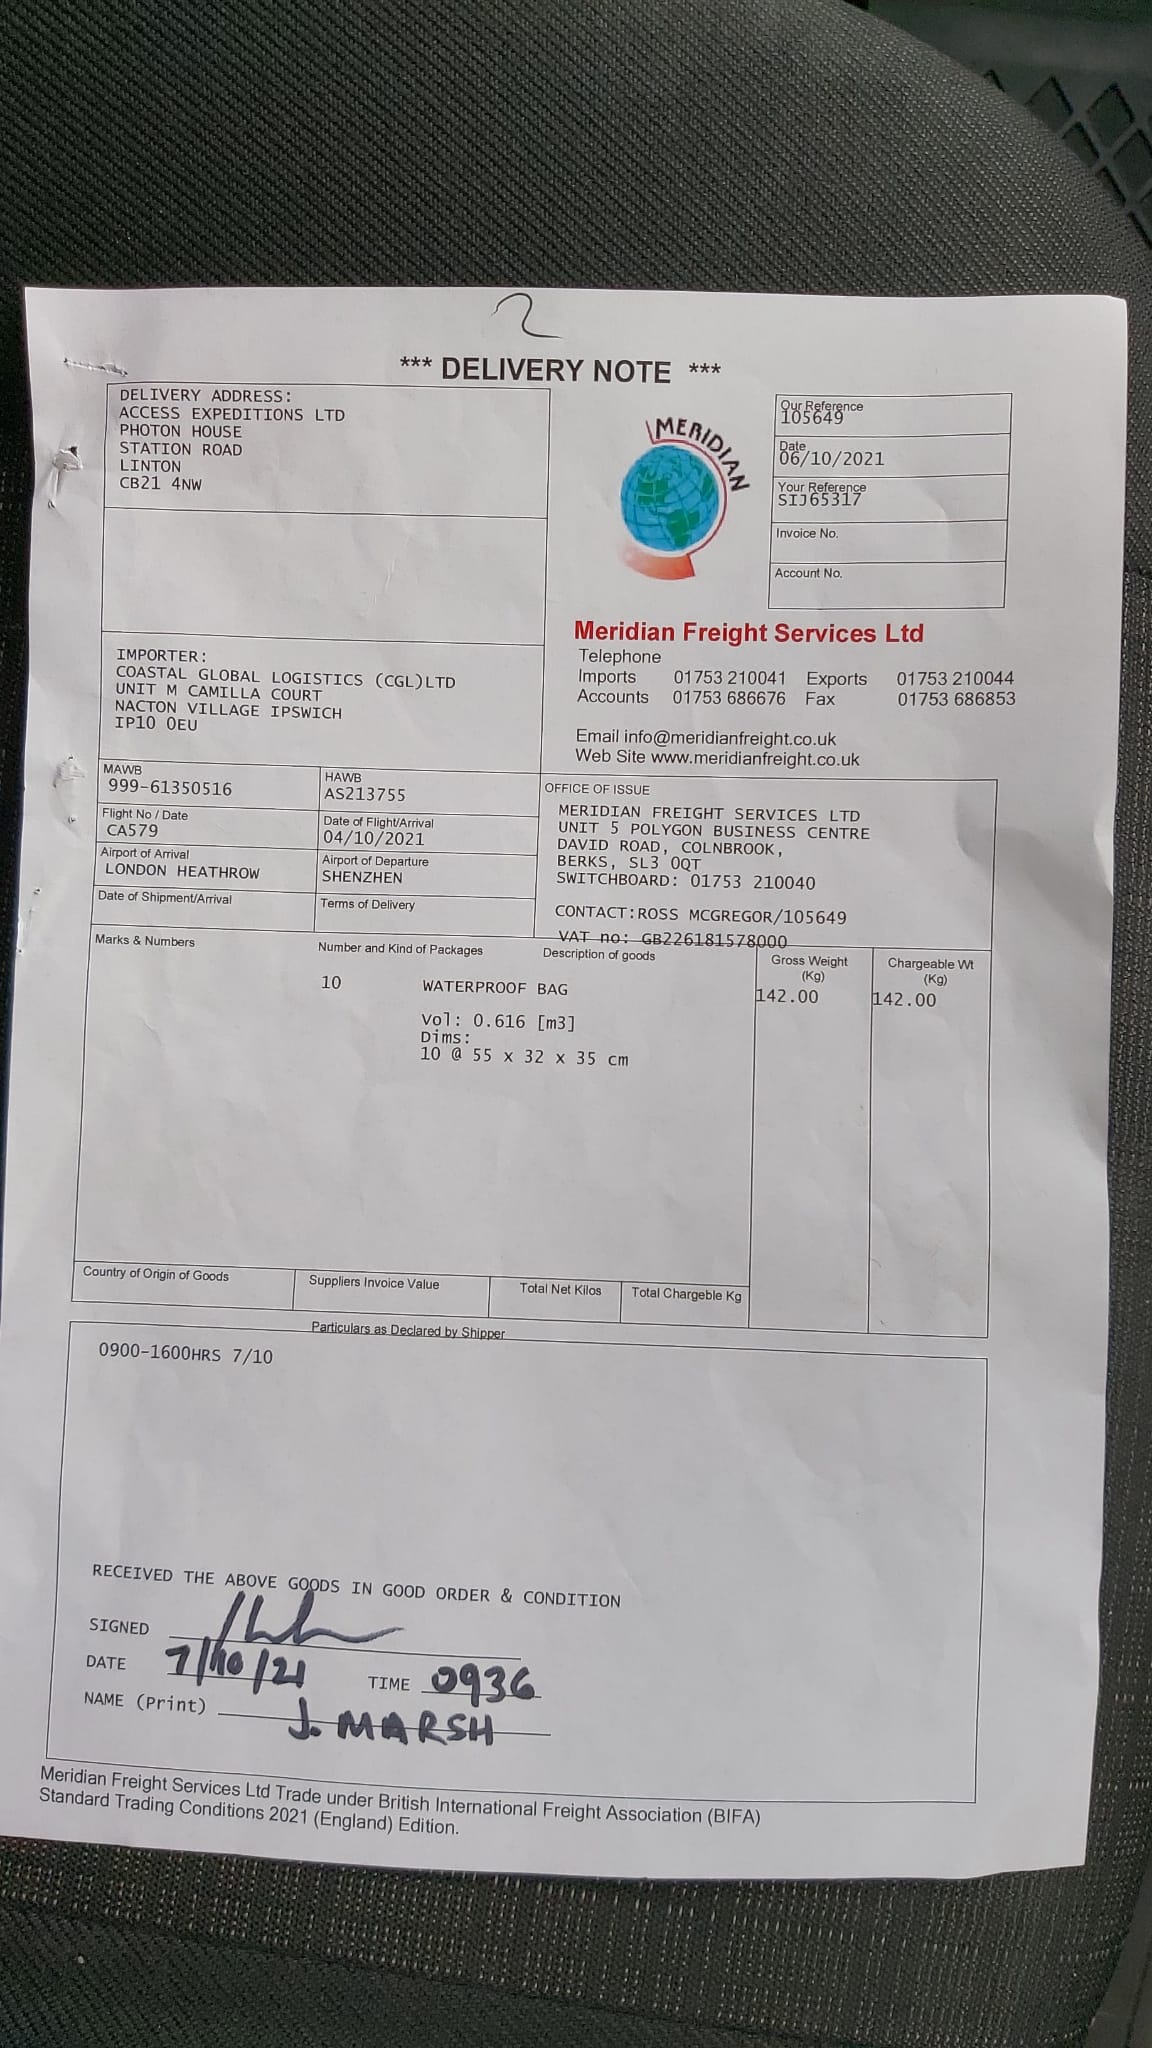 2
*** DELIVERY NOTE ***
DELIVERY ADDRESS:
ACCESS EXPEDITIONS LTD
PHOTON HOUSE
STATION ROAD
LINTON
CB21 4NW
MERIDIAN
Our Reference
105649
Date
06/10/2021
Your Reference
SIJ65317
Invoice No.
Account No.
Meridian Freight Services Ltd
Telephone
Imports 01753 210041 Exports 01753 210044
Accounts 01753 686676 Fax 01753 686853
Email info@meridianfreight.co.uk
Web Site www.meridianfreight.co.uk
IMPORTER:
COASTAL GLOBAL LOGISTICS (CGL)LTD
UNIT M CAMILLA COURT
NACTON VILLAGE IPSWICH
IP10 0EU
MAWB
999-61350516
HAWB
AS213755
Flight No / Date
CA579
Date of Flight/Arrival
04/10/2021
Airport of Arrival
LONDON HEATHROW
Airport of Departure
SHENZHEN
Date of Shipment/Arrival
Terms of Delivery
OFFICE OF ISSUE
MERIDIAN FREIGHT SERVICES LTD
UNIT 5 POLYGON BUSINESS CENTRE
DAVID ROAD, COLNBROOK,
BERKS, SL3 0QT
SWITCHBOARD: 01753 210040
CONTACT:ROSS MCGREGOR/105649
VAT no: GB226181578000
Marks & Numbers
Number and Kind of Packages
Description of goods
Gross Weight
(Kg)
Chargeable Wt
(Kg)
10 WATERPROOF BAG
142.00
142.00
Vol: 0.616 [m3]
Dims:
10 @ 55 x 32 x 35 cm
Country of Origin of Goods
Suppliers Invoice Value
Total Net Kilos
Total Chargeble Kg
Particulars as Declared by Shipper
0900-1600HRS 7/10
RECEIVED THE ABOVE GOODS IN GOOD ORDER & CONDITION
SIGNED
DATE 7/10/21 TIME 0936
NAME (Print) J. MARSH
Meridian Freight Services Ltd Trade under British International Freight Association (BIFA)
Standard Trading Conditions 2021 (England) Edition.